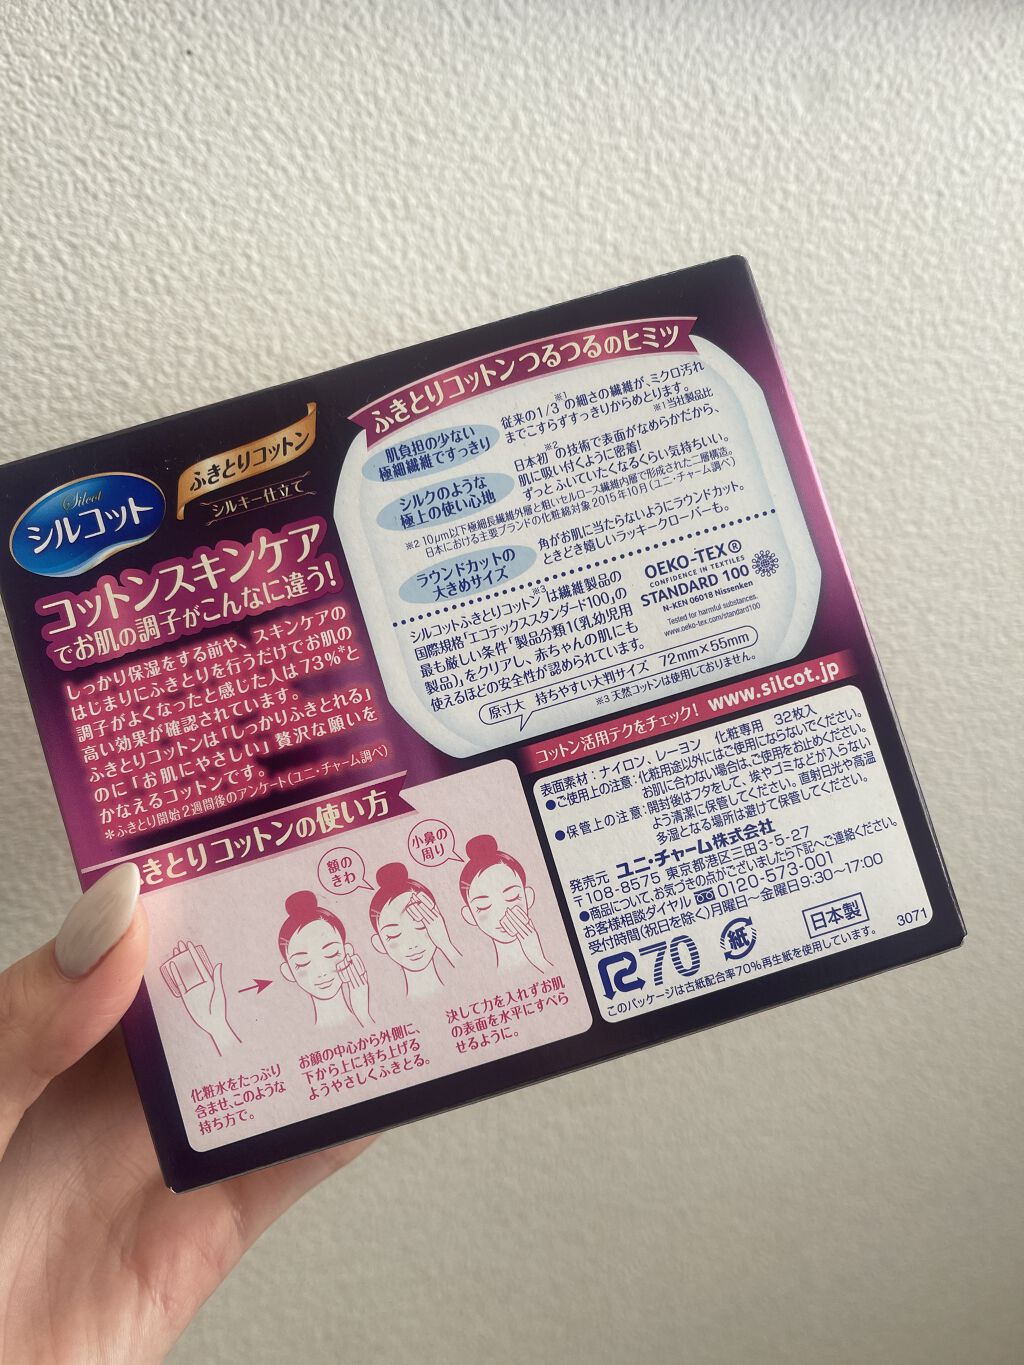 Silcot
シルコット
ふきとりコットン
シルキー仕立て
コットンスキンケア
でお肌の調子がこんなに違う!
しっかり保湿をする前や、スキンケアの
はじまりにふきとりを行うだけでお肌の
調子がよくなったと感じた人は73%*と
高い効果が確認されています。
ふきとりコットンは「しっかりふきとれる」
のに「お肌にやさしい」贅沢な願いを
かなえるコットンです。
*ふきとり開始2週間後のアンケート(ユニ・チャーム調べ)
ふきとりコットンつるつるのヒミツ
肌負担の少ない
極細繊維ですっきり
従来の1/3※1の細さの繊維が、ミクロ汚れ
までこすらずすっきりからめとります。
※1当社製品比
シルクのような
極上の使い心地
日本初※2の技術で表面がなめらかだから、
肌に吸い付くように密着!
ずっとふいていたくなるくらい気持ちいい。
※2 10μm以下極細長繊維外層と粗いセルロース繊維内層で形成された二層構造。
日本における主要ブランドの化粧綿対象 2015年10月(ユニ・チャーム調べ)
ラウンドカットの
大きめサイズ
角がお肌に当たらないようにラウンドカット。
ときどき嬉しいラッキークローバーも。
シルコットふきとりコットン※3は繊維製品の
国際規格「エコテックススタンダード100」の
最も厳しい条件「製品分類1(乳幼児用
製品)」をクリアし、赤ちゃんの肌にも
使えるほどの安全性が認められています。
OEKO-TEX®
CONFIDENCE IN TEXTILES
STANDARD 100
N-KEN 06018 Nissenken
Tested for harmful substances.
www.oeko-tex.com/standard100
原寸大 持ちやすい大判サイズ 72mm×55mm
※3 天然コットンは使用しておりません。
コットン活用テクをチェック! www.silcot.jp
きとりコットンの使い方
額の
きわ
小鼻の
周り
化粧水をたっぷり
含ませ、このような
持ち方で。
お顔の中心から外側に、
下から上に持ち上げる
ようやさしくふきとる。
決して力を入れずお肌
の表面を水平にすべら
せるように。
表面素材:ナイロン、レーヨン 化粧専用 32枚入
●ご使用上の注意:化粧用途以外にはご使用にならないでください。
お肌に合わない場合は、ご使用をお止めください。
●保管上の注意:開封後はフタをして、埃やゴミなどが入らない
よう清潔に保管してください。直射日光や高温
多湿となる場所は避けて保管してください。
発売元 ユニ・チャーム株式会社
〒108-8575 東京都港区三田3-5-27
●商品について、お気づきの点がございましたら下記へご連絡ください。
お客様相談ダイヤル 0120-573-001
受付時間(祝日を除く)月曜日~金曜日9:30~17:00
R70
紙
日本製
3071
このパッケージは古紙配合率70%再生紙を使用しています。